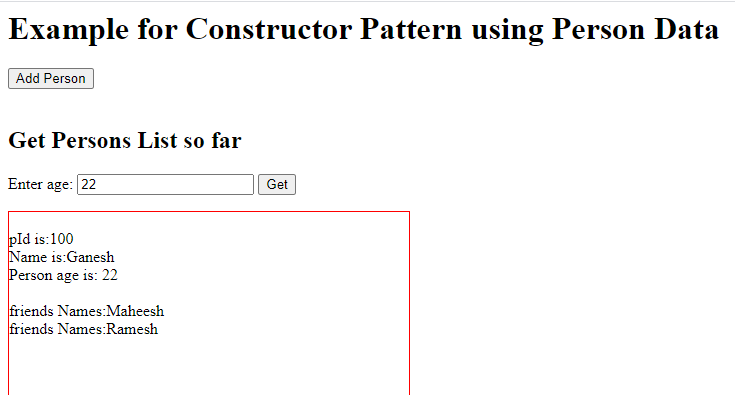 Example for Constructor Pattern using Person Data
Add Person
Get Persons List so far
Enter age: 22 Get
pId is:100
Name is:Ganesh
Person age is: 22
friends Names:Maheesh
friends Names:Ramesh